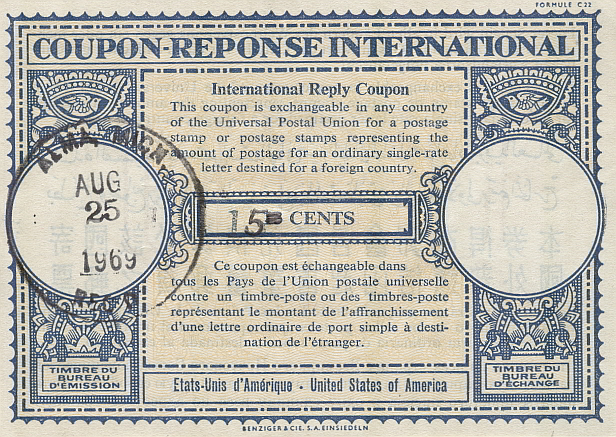 FORMULE C 22
COUPON-REPONSE INTERNATIONAL
International Reply Coupon
This coupon is exchangeable in any country
of the Universal Postal Union for a postage
stamp or postage stamps representing the
amount of postage for an ordinary single-rate
letter destined for a foreign country.
ALMA, MICH
AUG
25
1969
REC'D
15 CENTS
Ce coupon est échangeable dans
tous les Pays de l'Union postale universelle
contre un timbre-poste ou des timbres-poste
représentant le montant de l'affranchissement
d'une lettre ordinaire de port simple à desti-
nation de l'étranger.
TIMBRE DU
BUREAU
D'ÉMISSION
Etats-Unis d'Amérique - United States of America
TIMBRE DU
BUREAU
D'ÉCHANGE
BENZIGER & CIE. S.A. EINSIEDELN